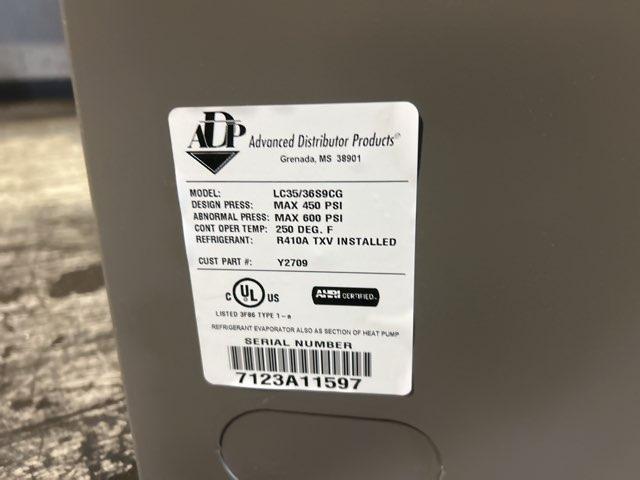 ADP Advanced Distributor Products®
Grenada, MS 38901
MODEL: LC35/36S9CG
DESIGN PRESS: MAX 450 PSI
ABNORMAL PRESS: MAX 600 PSI
CONT OPER TEMP: 250 DEG. F
REFRIGERANT: R410A TXV INSTALLED
CUST PART #: Y2709
C UL US AHRI CERTIFIED
LISTED 3F86 TYPE 1-a
REFRIGERANT EVAPORATOR ALSO AS SECTION OF HEAT PUMP
SERIAL NUMBER
7123A11597